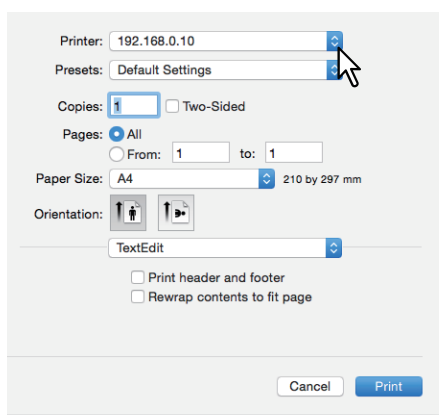 Printer: 192.168.0.10
Presets: Default Settings
Copies: 1 Two-Sided
Pages: All
From: 1 to: 1
Paper Size: A4 210 by 297 mm
Orientation:
TextEdit
Print header and footer
Rewrap contents to fit page
Cancel Print